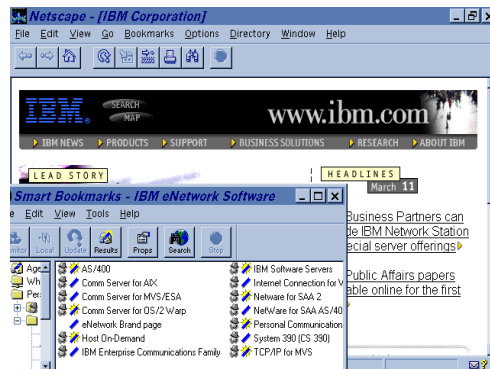 Netscape - [IBM Corporation]
File Edit View Go Bookmarks Options Directory Window Help
IBM.
SEARCH
MAP
www.ibm.com
IBM NEWS PRODUCTS SUPPORT BUSINESS SOLUTIONS RESEARCH ABOUT IBM
LEAD STORY
HEADLINES
March 11
Business Partners can
de IBM Network Station
ecial server offerings
Public Affairs papers
able online for the first
Smart Bookmarks - IBM eNetwork Software
e Edit View Tools Help
onitor Local Update Results Props Search Stop
Age
Wh
Per
AS/400
Comm Server for AIX
Comm Server for MVS/ESA
Comm Server for OS/2 Warp
eNetwork Brand page
Host On-Demand
IBM Enterprise Communications Family
IBM Software Servers
Internet Connection for V
Netware for SAA 2
NetWare for SAA AS/40
Personal Communication
System 390 (CS 390)
TCP/IP for MVS